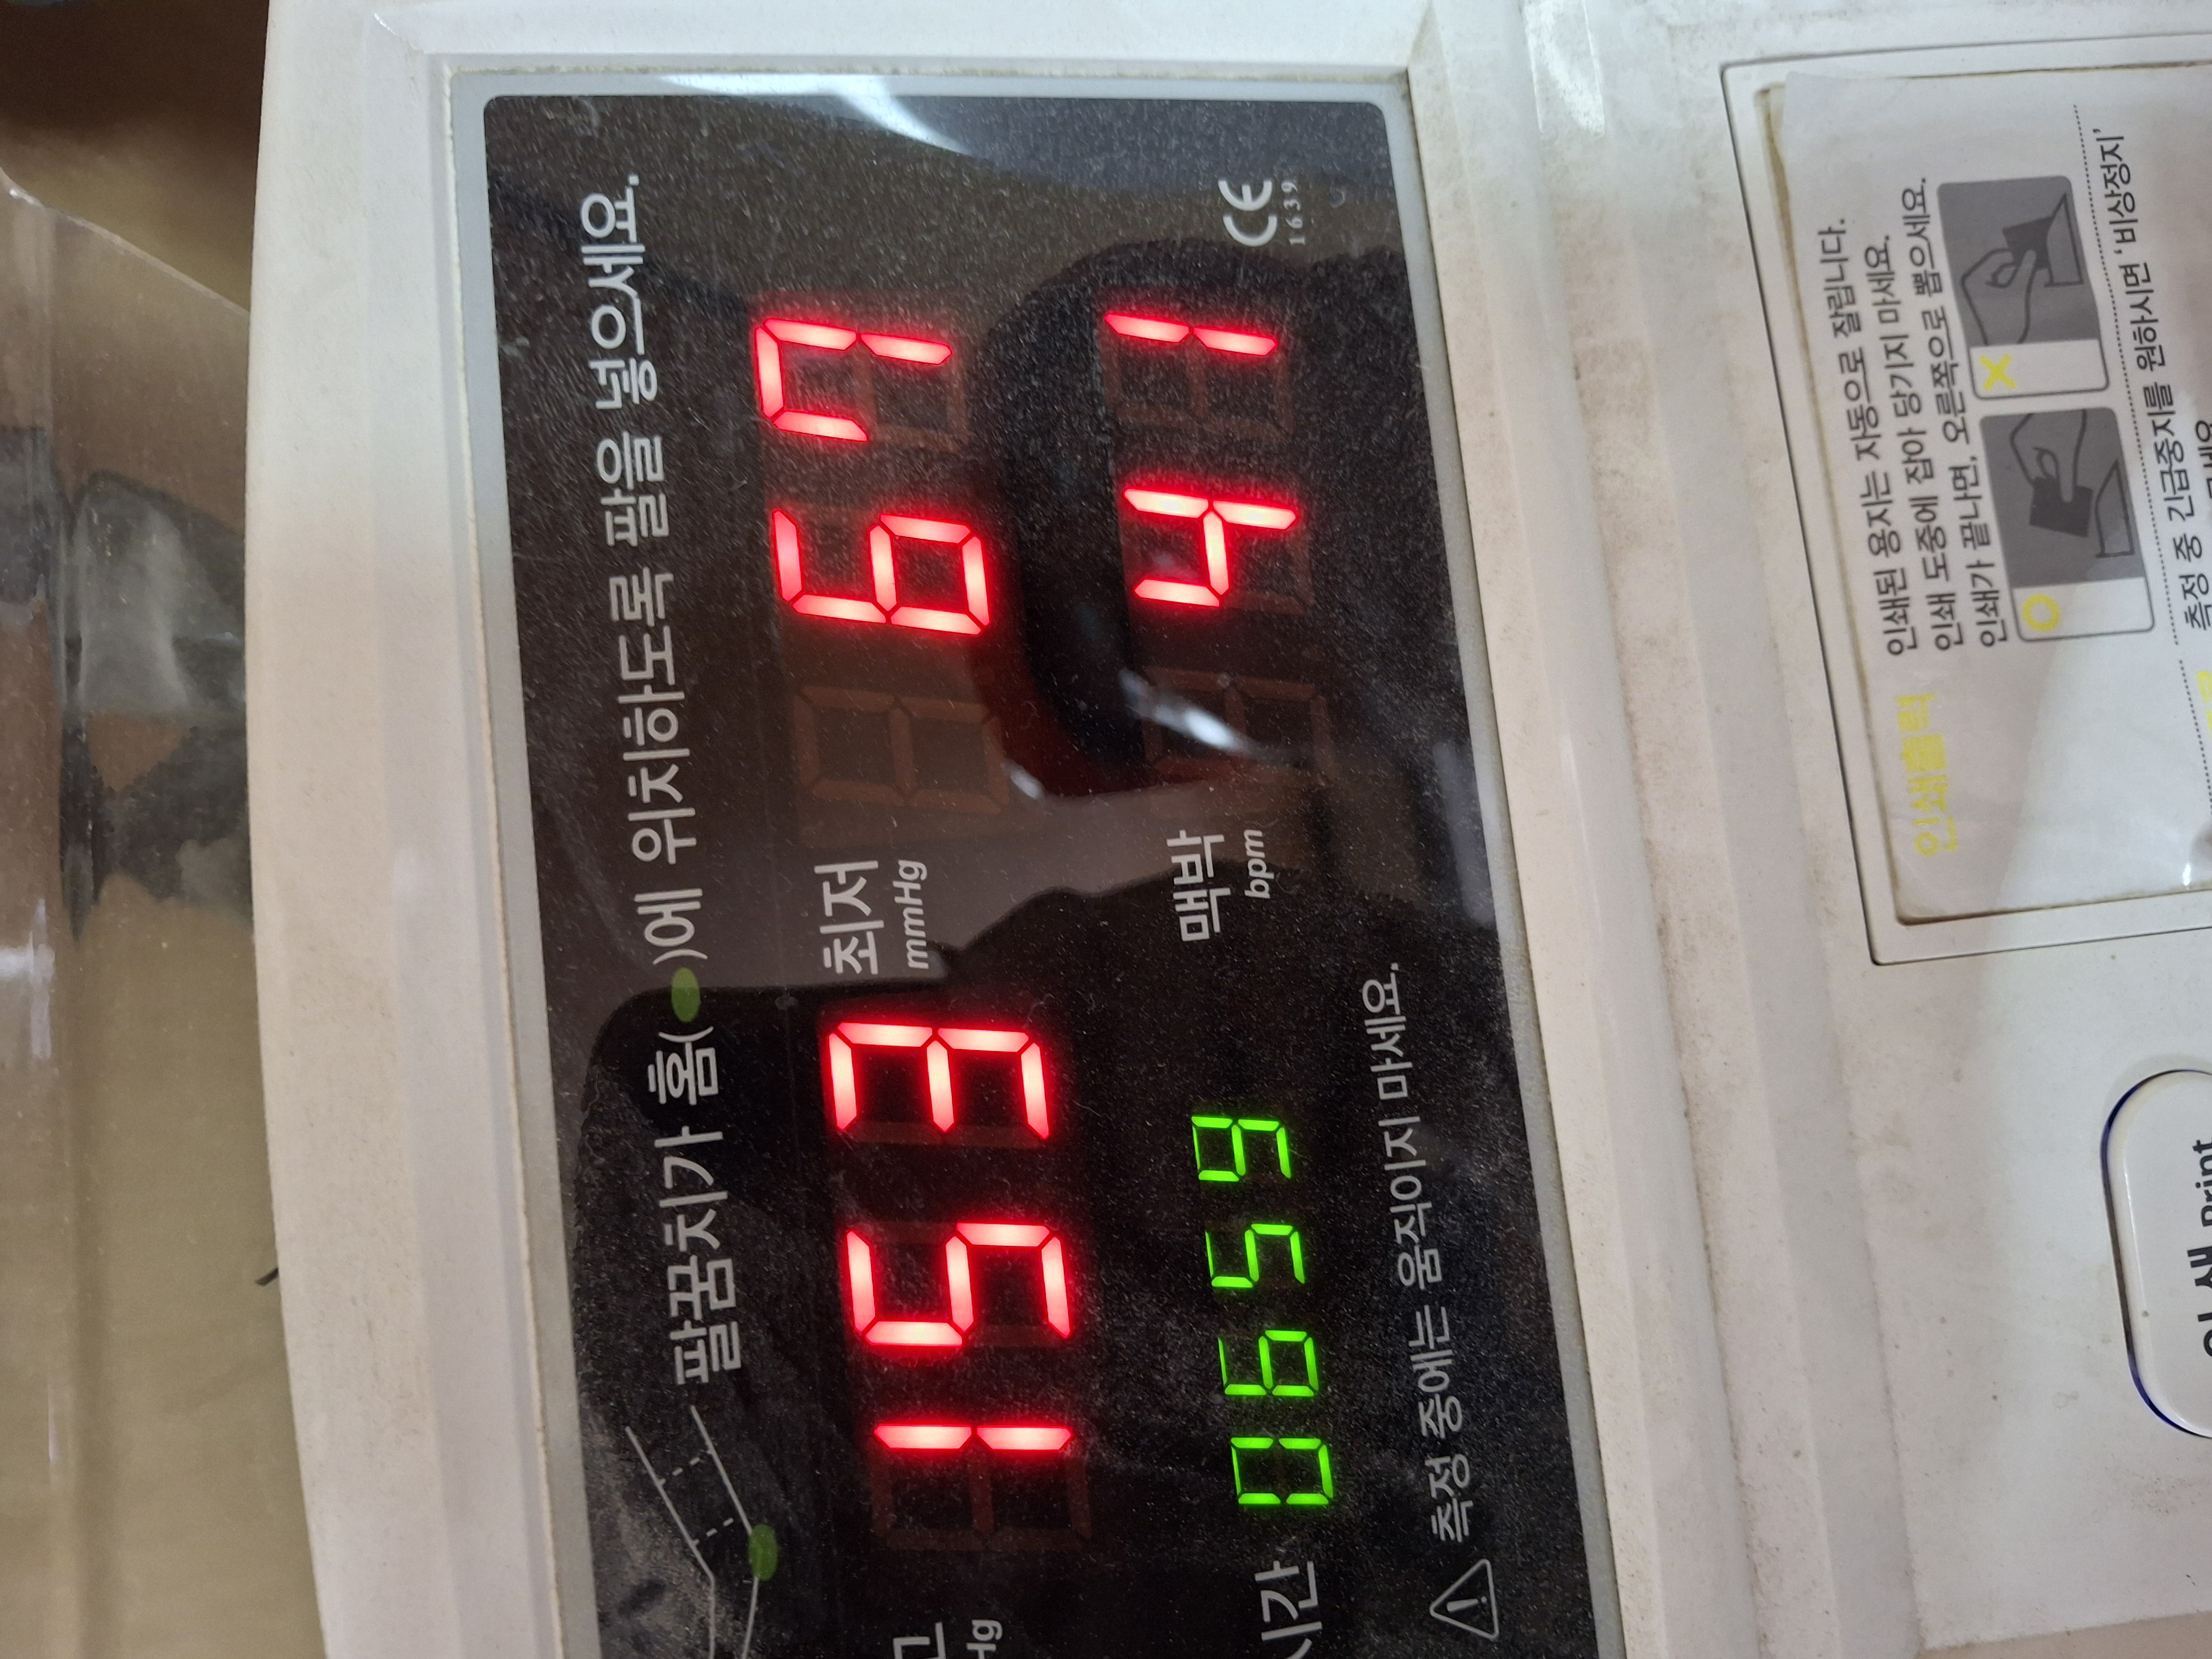 팔꿈치가 홈( )에 위치하도록 팔을 넣으세요.
153
최저
mmHg
67
시간
0659
맥박
bpm
41
CE
1639
측정 중에는 움직이지 마세요.
인쇄출력
인쇄된 용지는 자동으로 잘립니다.
인쇄 도중에 잡아 당기지 마세요.
인쇄가 끝나면, 오른쪽으로 뽑으세요.
O
X
측정 중 긴급중지를 원하시면 '비상정지'
Print